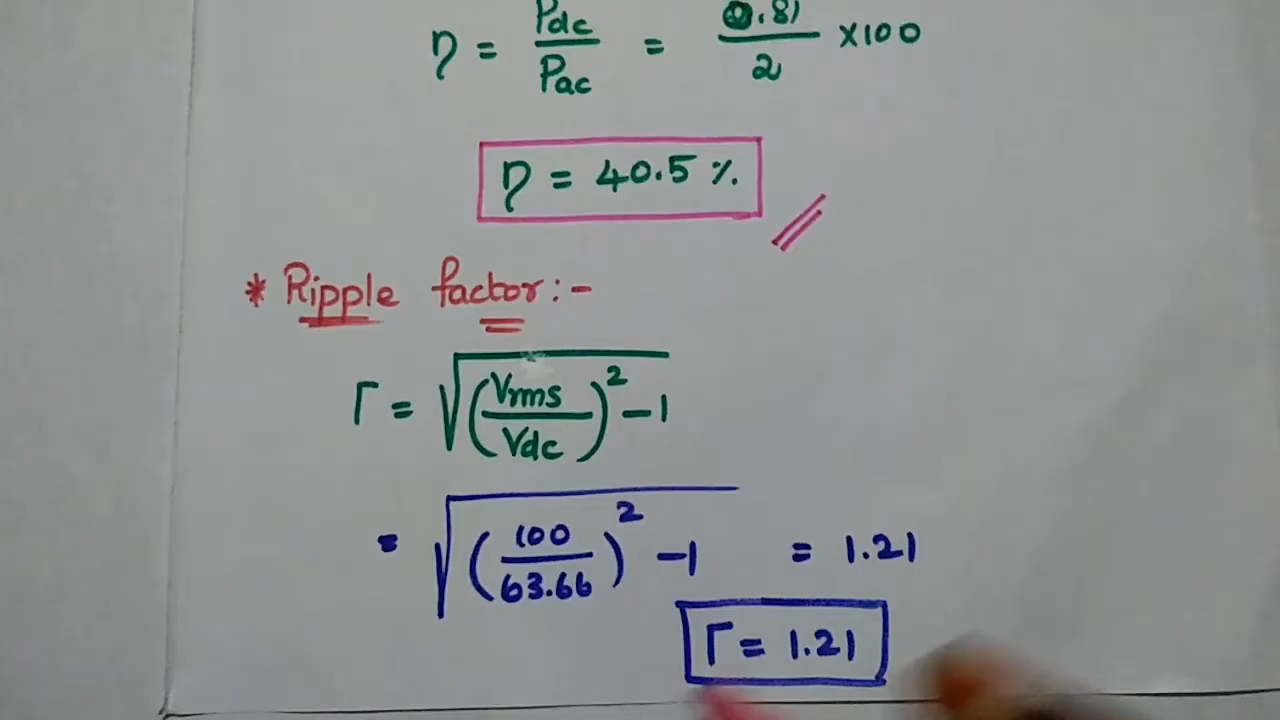 η = Pdc/Pac = 0.81/2 ×100
η = 40.5 %.
* Ripple factor:-
Γ = √((Vrms/Vdc)² - 1)
= √((100/63.66)² - 1) = 1.21
Γ = 1.21